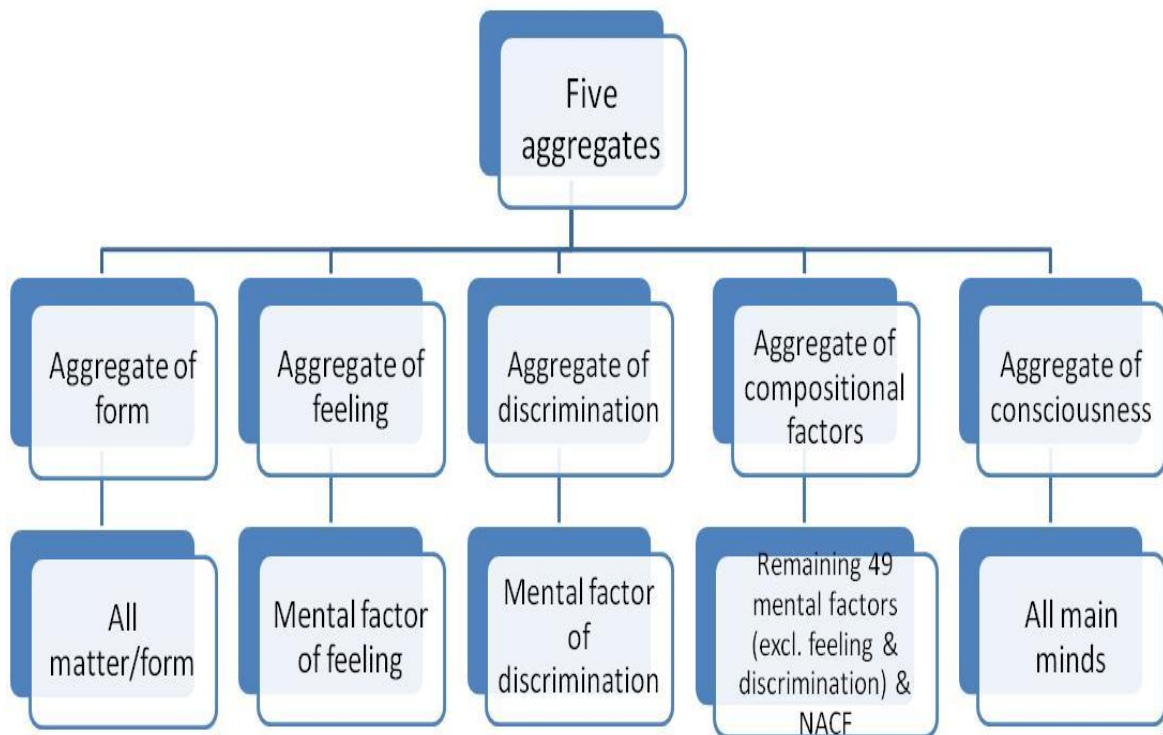 Five
aggregates
Aggregate of
form
Aggregate of
feeling
Aggregate of
discrimination
Aggregate of
compositional
factors
Aggregate of
consciousness
All
matter/form
Mental factor
of feeling
Mental factor
of
discrimination
Remaining 49
mental factors
(excl. feeling &
discrimination) &
NACF
All main
minds